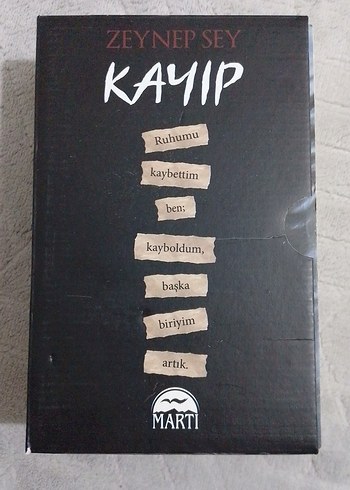 ZEYNEP SEY
KAYIP
Ruhumu
kaybettim
ben;
kayboldum,
başka
biriyim
artık.
MARTI